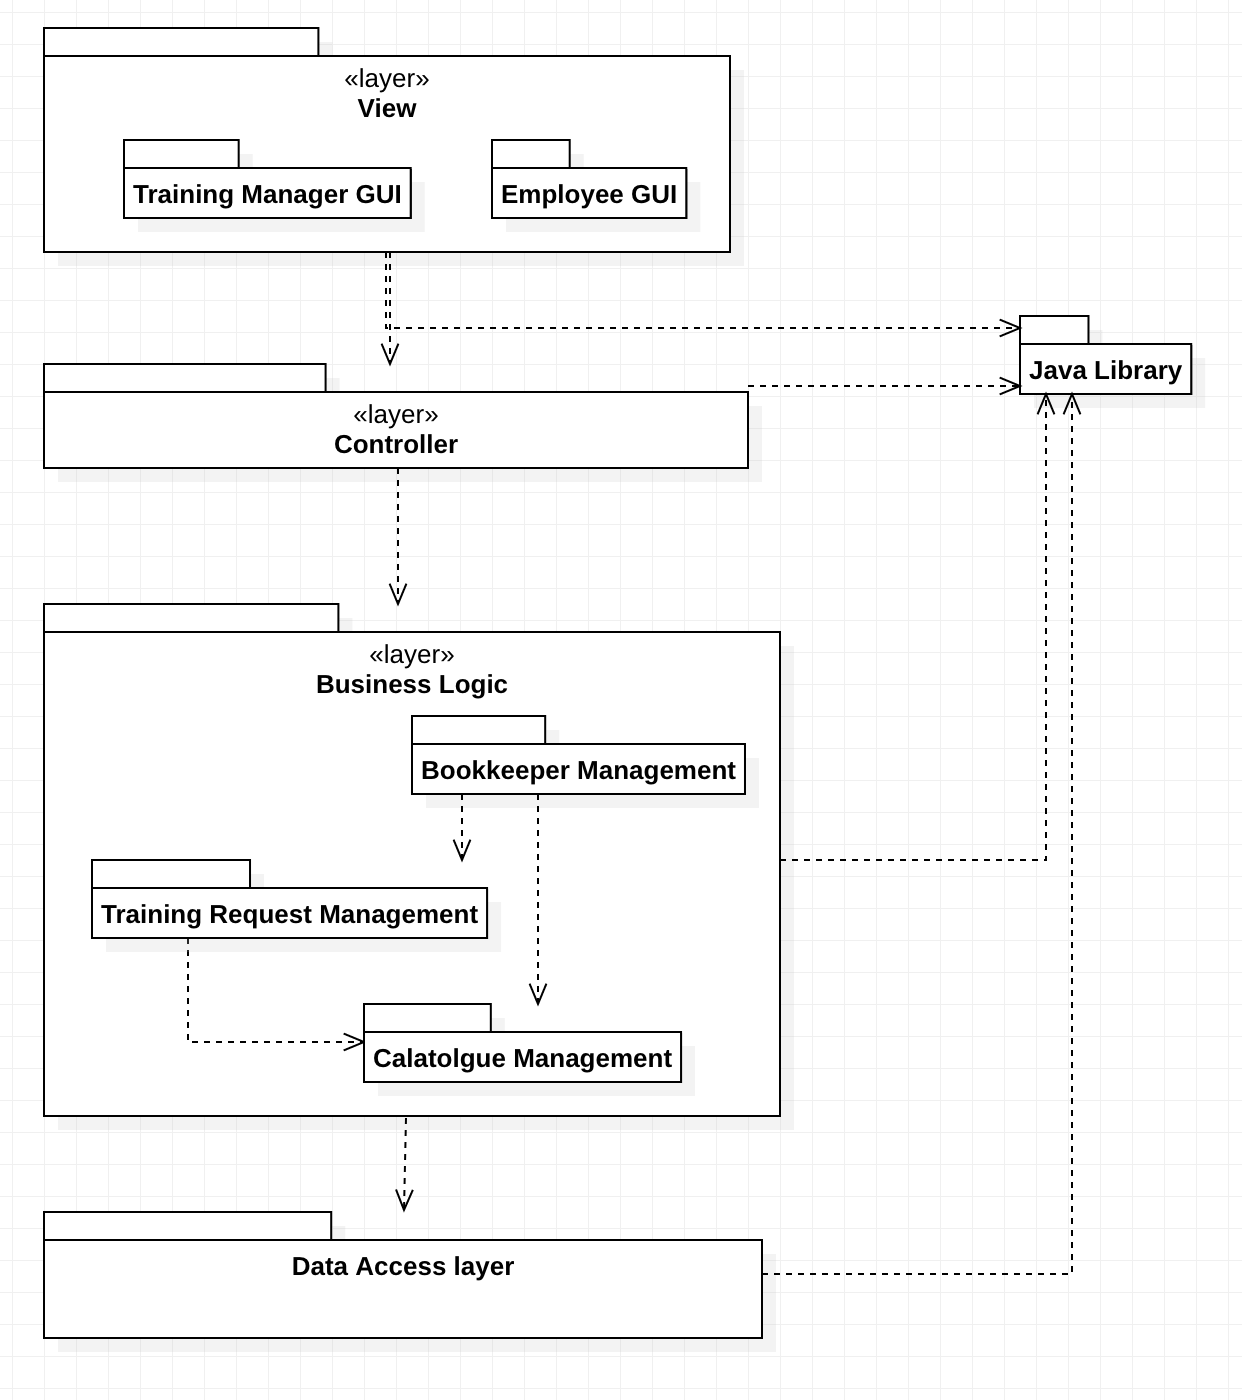 «layer»
View
Training Manager GUI
Employee GUI
Java Library
«layer»
Controller
«layer»
Business Logic
Bookkeeper Management
Training Request Management
Calatolgue Management
Data Access layer